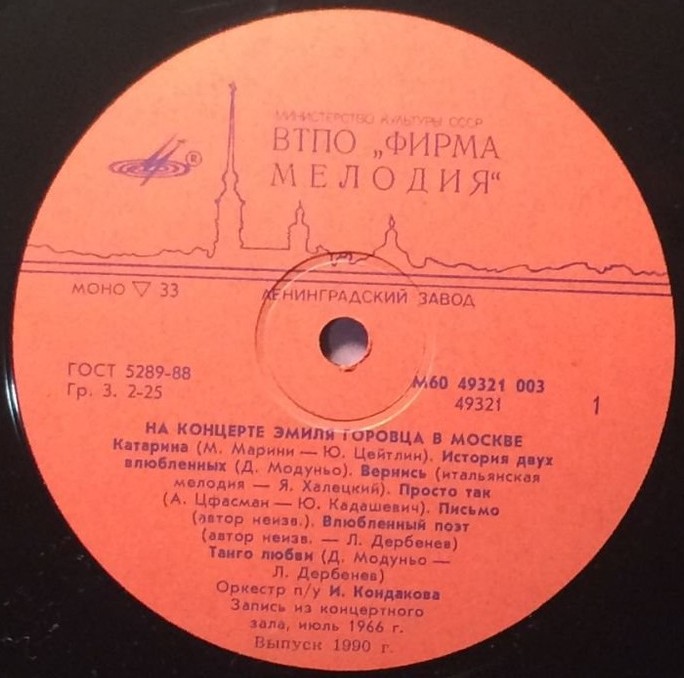 МИНИСТЕРСТВО КУЛЬТУРЫ СССР
ВТПО „ФИРМА
МЕЛОДИЯ“
®
МОНО ▽ 33
ЛЕНИНГРАДСКИЙ ЗАВОД
ГОСТ 5289-88
Гр. 3. 2-25
М60 49321 003
49321
1
НА КОНЦЕРТЕ ЭМИЛЯ ГОРОВЦА В МОСКВЕ
Катарина (М. Марини — Ю. Цейтлин). История двух
влюбленных (Д. Модуньо). Вернись (итальянская
мелодия — Я. Халецкий). Просто так
(А. Цфасман — Ю. Кадашевич). Письмо
(автор неизв.). Влюбленный поэт
(автор неизв. — Л. Дербенев)
Танго любви (Д. Модуньо —
Л. Дербенев)
Оркестр п/у И. Кондакова
Запись из концертного
зала, июль 1966 г.
Выпуск 1990 г.